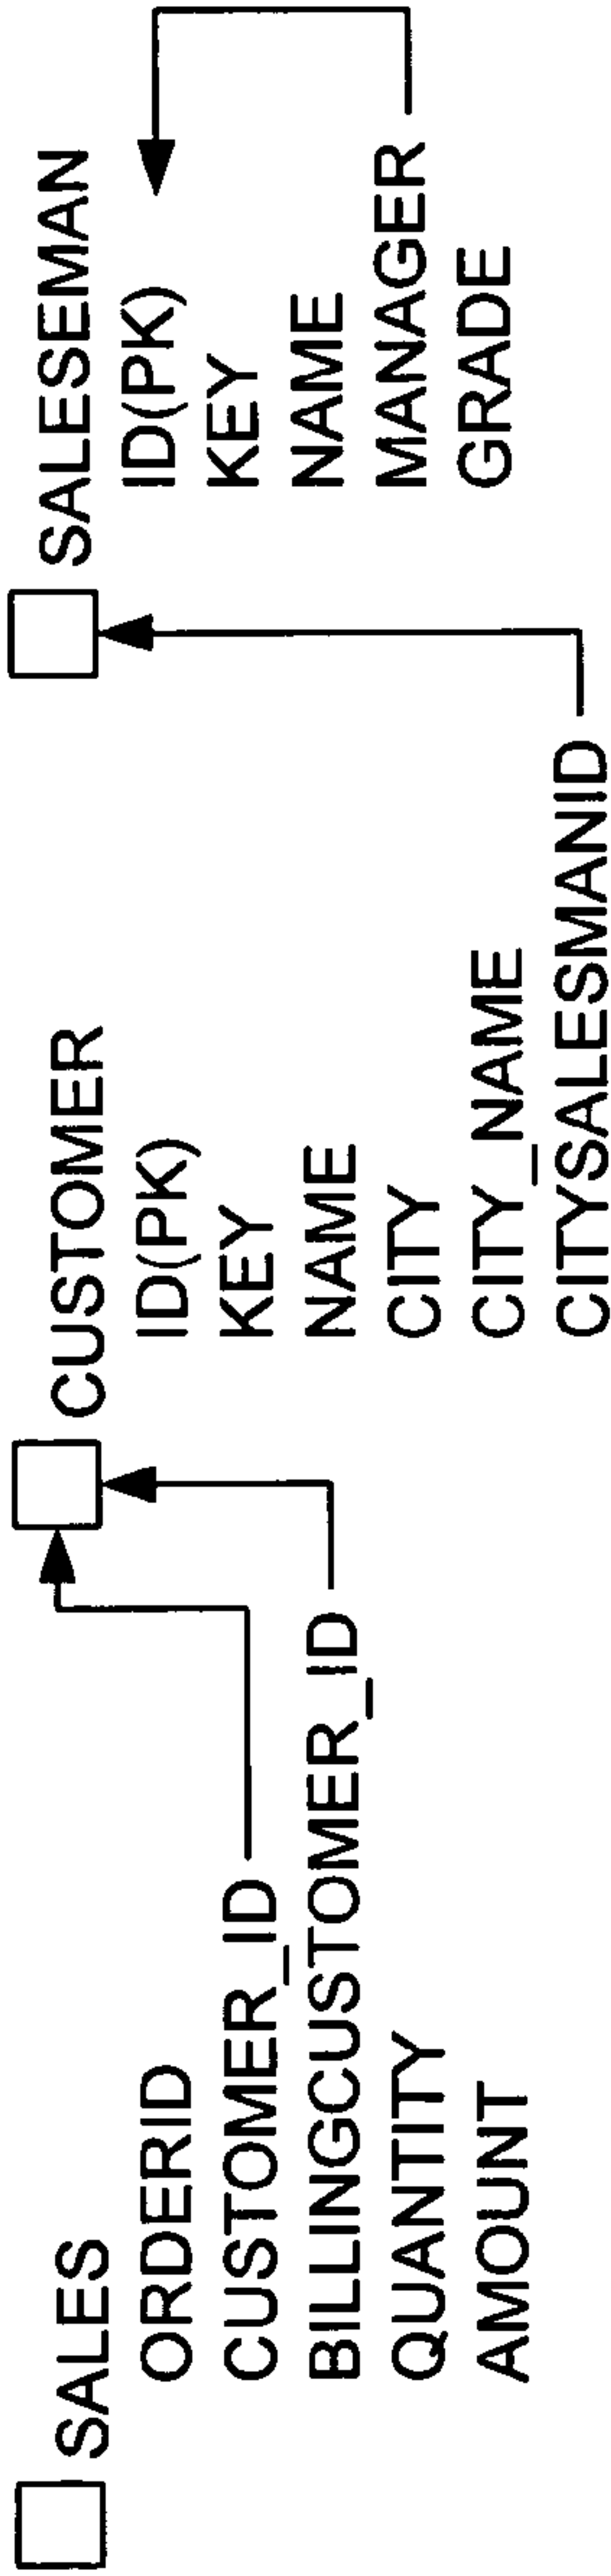 SALES
ORDERID
CUSTOMER_ID
BILLINGCUSTOMER_ID
QUANTITY
AMOUNT
CUSTOMER
ID(PK)
KEY
NAME
CITY
CITY_NAME
CITYSALESMANID
SALESEMAN
ID(PK)
KEY
NAME
MANAGER
GRADE